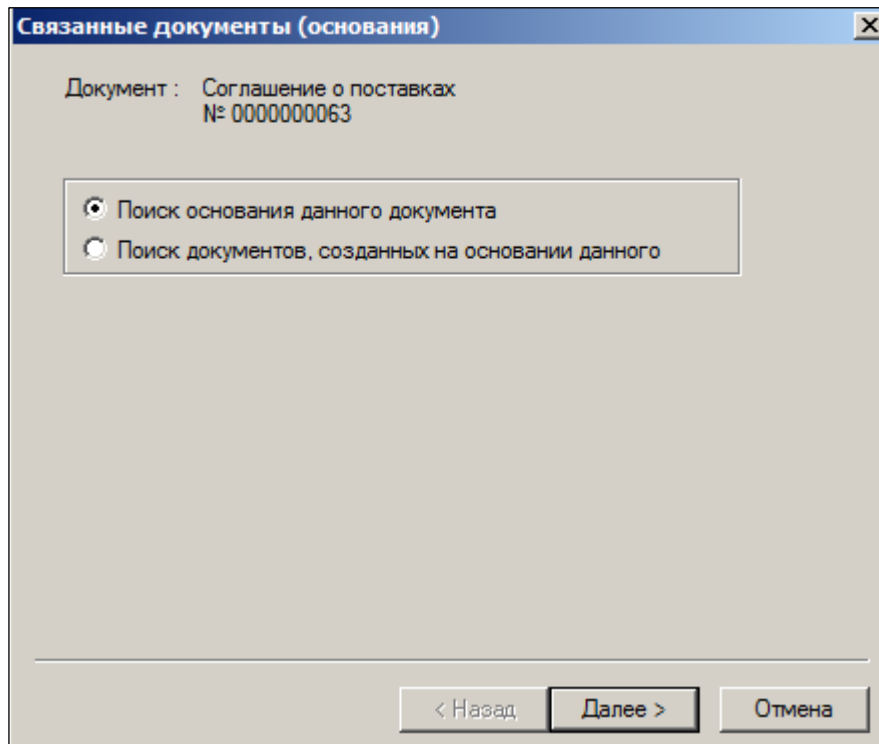 Связанные документы (основания)
Документ : Соглашение о поставках
№ 0000000063
Поиск основания данного документа
Поиск документов, созданных на основании данного
< Назад
Далее >
Отмена